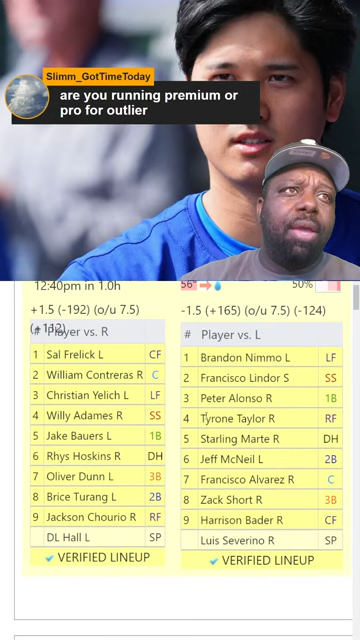 Slimm_GotTimeToday
are you running premium or
pro for outlier
12:40pm in 1.0h
56° 50%
+1.5 (-192) (o/u 7.5)
(+112)
-1.5 (+165) (o/u 7.5) (-124)
# Player vs. R
1 Sal Frelick L CF
2 William Contreras R C
3 Christian Yelich L LF
4 Willy Adames R SS
5 Jake Bauers L 1B
6 Rhys Hoskins R DH
7 Oliver Dunn L 3B
8 Brice Turang L 2B
9 Jackson Chourio R RF
DL Hall L SP
VERIFIED LINEUP
# Player vs. L
1 Brandon Nimmo L LF
2 Francisco Lindor S SS
3 Peter Alonso R 1B
4 Tyrone Taylor R RF
5 Starling Marte R DH
6 Jeff McNeil L 2B
7 Francisco Alvarez R C
8 Zack Short R 3B
9 Harrison Bader R CF
Luis Severino R SP
VERIFIED LINEUP